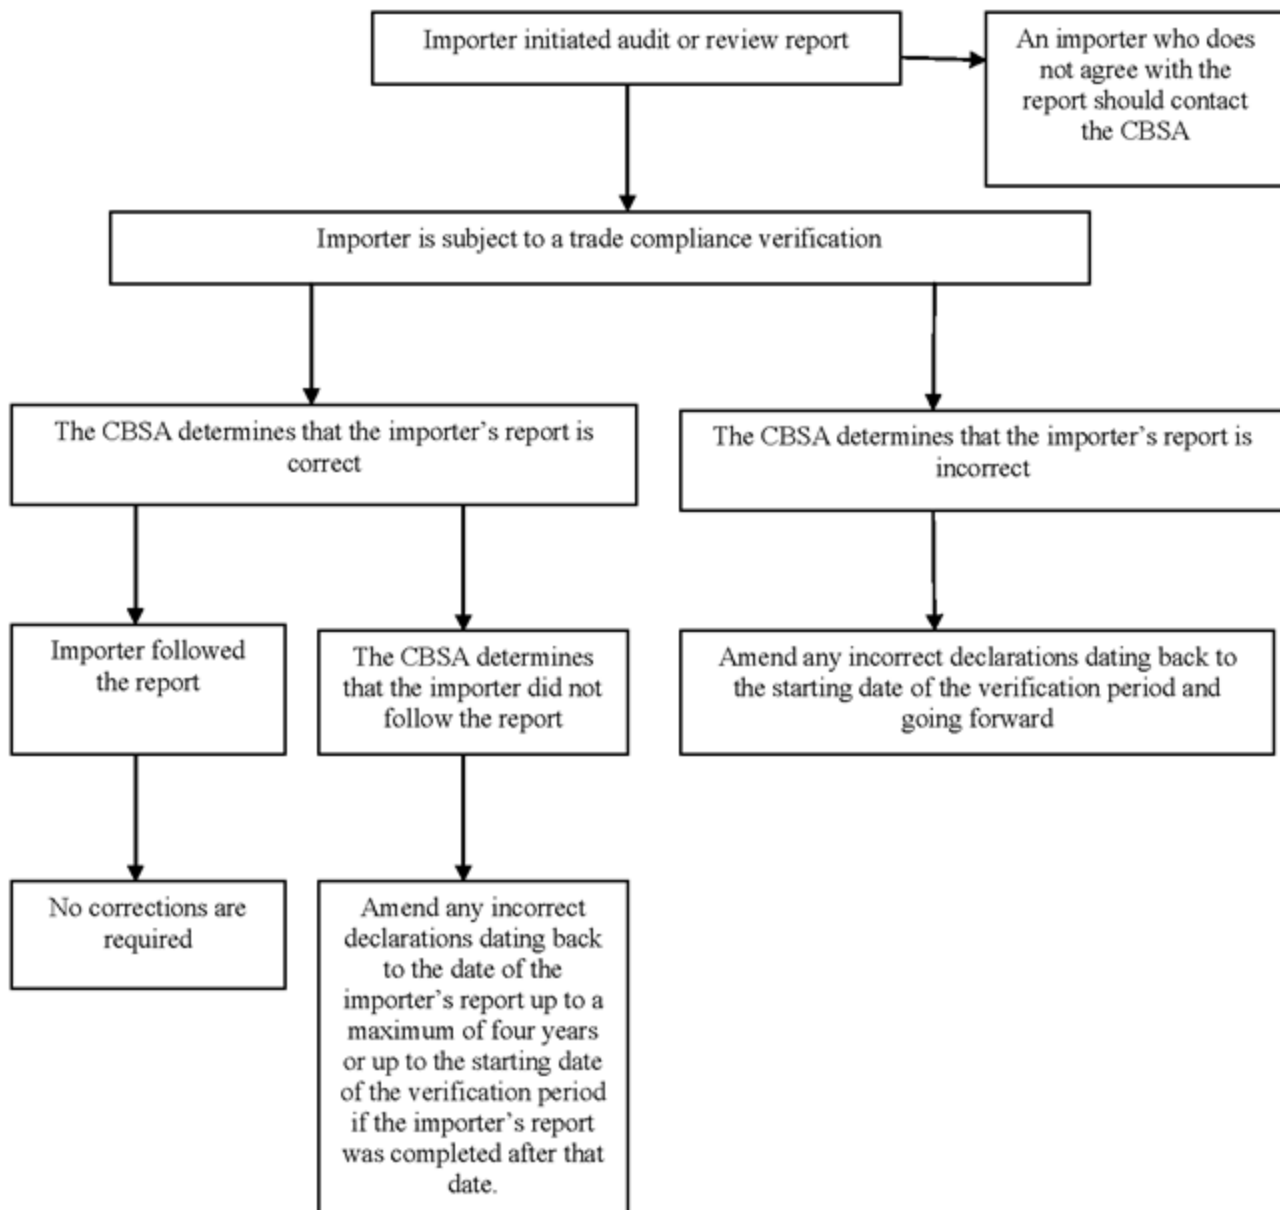 Importer initiated audit or review report
An importer who does
not agree with the
report should contact
the CBSA
Importer is subject to a trade compliance verification
The CBSA determines that the importer’s report is
correct
The CBSA determines that the importer’s report is
incorrect
Importer followed
the report
The CBSA determines
that the importer did not
follow the report
Amend any incorrect declarations dating back to
the starting date of the verification period and
going forward
No corrections are
required
Amend any incorrect
declarations dating back
to the date of the
importer’s report up to a
maximum of four years
or up to the starting date
of the verification period
if the importer’s report
was completed after that
date.